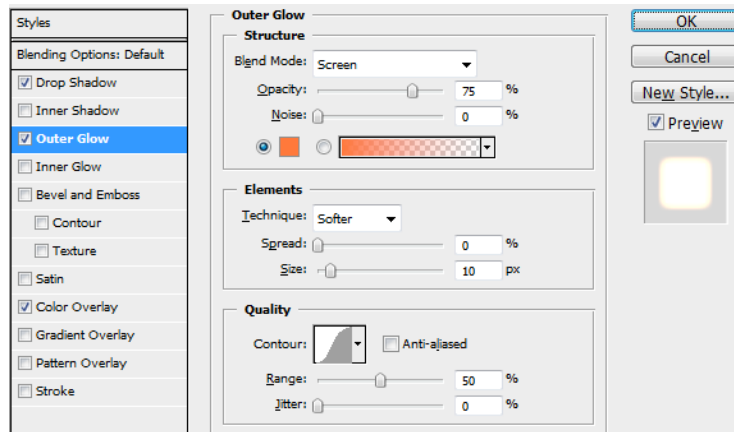 Styles
Blending Options: Default
Drop Shadow
Inner Shadow
Outer Glow
Inner Glow
Bevel and Emboss
Contour
Texture
Satin
Color Overlay
Gradient Overlay
Pattern Overlay
Stroke
Outer Glow
Structure
Blend Mode: Screen
Opacity: 75 %
Noise: 0 %
Elements
Technique: Softer
Spread: 0 %
Size: 10 px
Quality
Contour: Anti-aliased
Range: 50 %
Jitter: 0 %
OK
Cancel
New Style...
Preview